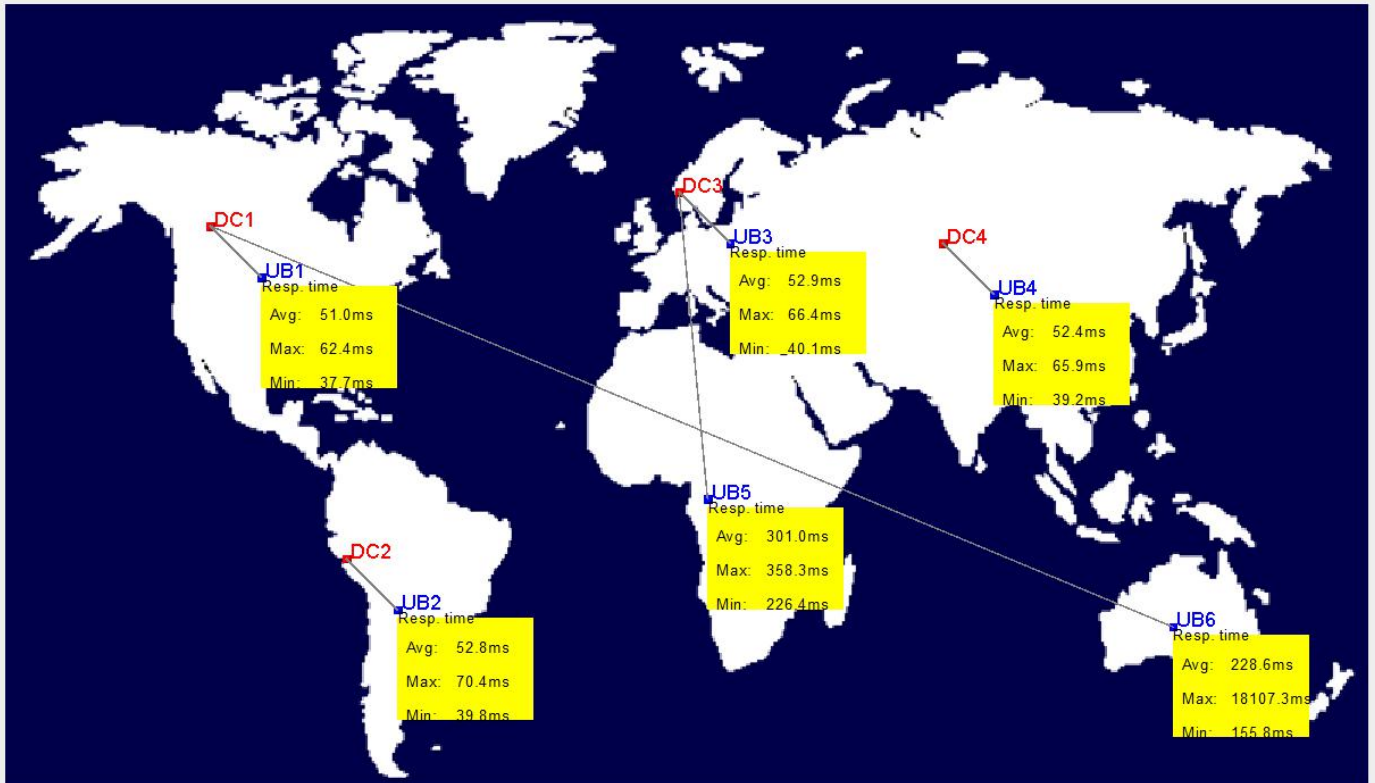 DC1
UB1
Resp. time
Avg: 51.0ms
Max: 62.4ms
Min: 37.7ms
DC3
UB3
Resp. time
Avg: 52.9ms
Max: 66.4ms
Min: 40.1ms
DC4
UB4
Resp. time
Avg: 52.4ms
Max: 65.9ms
Min: 39.2ms
UB5
Resp. time
Avg: 301.0ms
Max: 358.3ms
Min: 226.4ms
DC2
UB2
Resp. time
Avg: 52.8ms
Max: 70.4ms
Min: 39.8ms
UB6
Resp. time
Avg: 228.6ms
Max: 18107.3ms
Min: 155.8ms